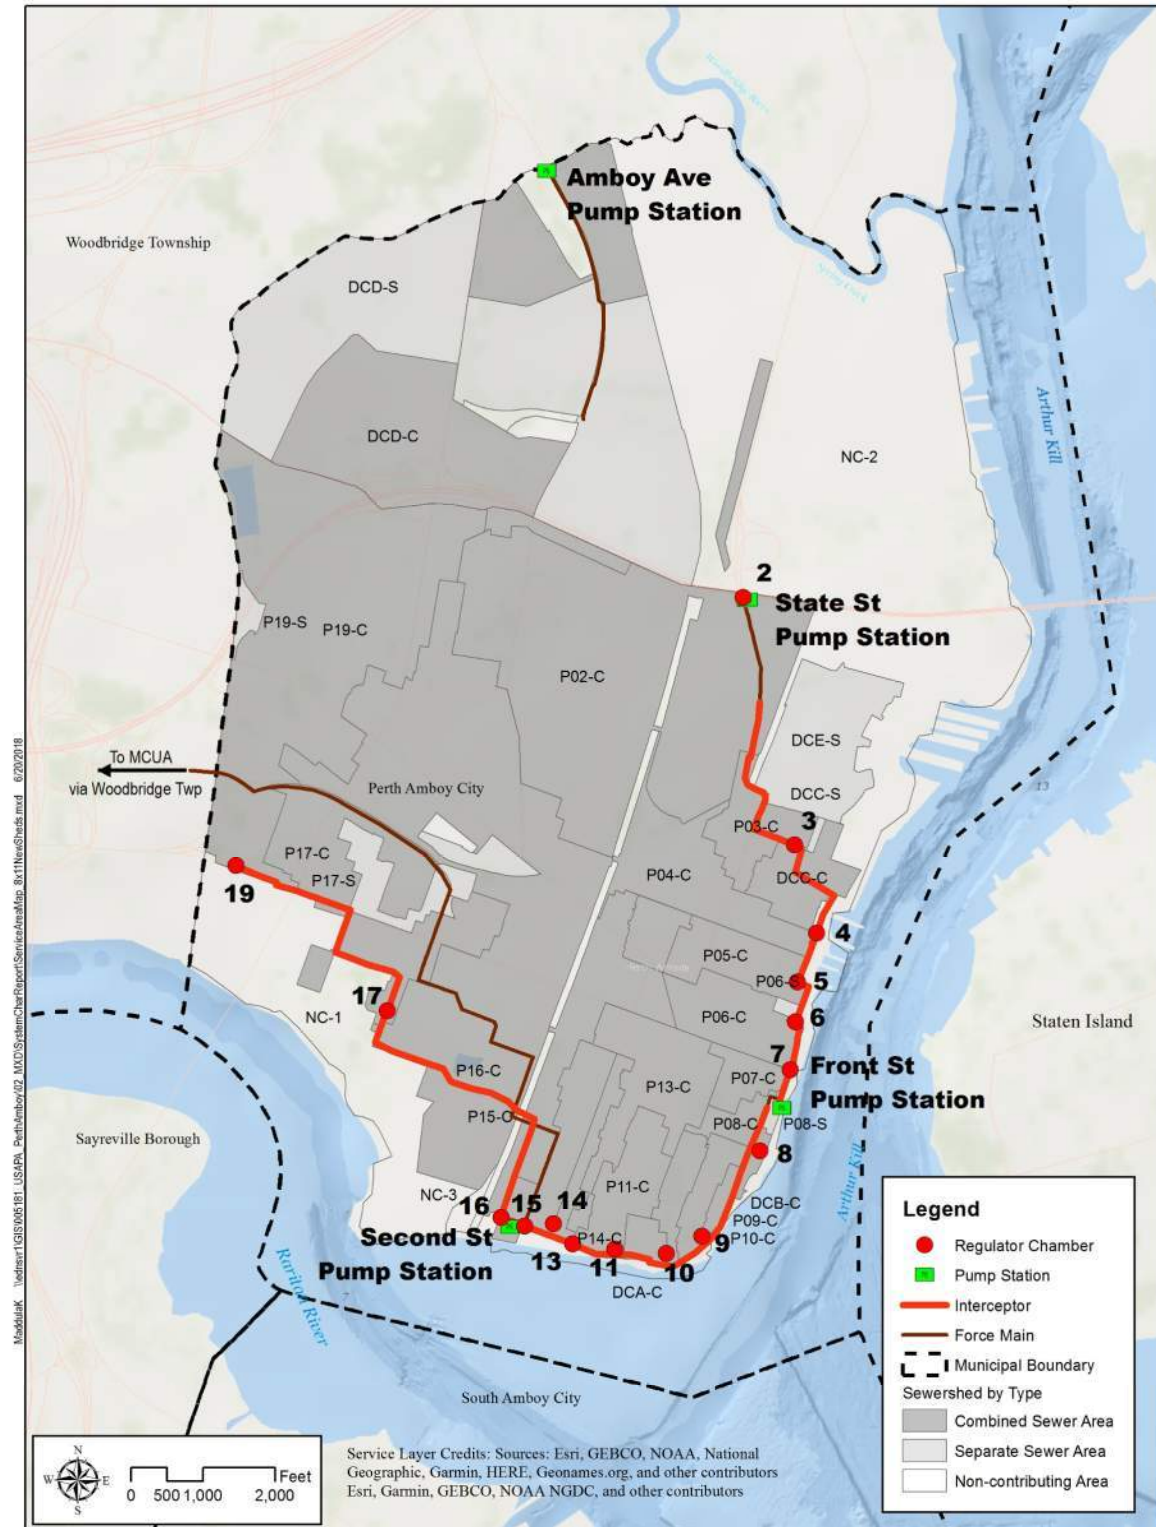 Woodbridge River
Amboy Ave
Pump Station
Woodbridge Township
DCD-S
Spring Creek
Arthur Kill
DCD-C
NC-2
2
State St
Pump Station
P19-S
P19-C
P02-C
DCE-S
To MCUA
via Woodbridge Twp
Perth Amboy City
DCC-S
13
3
P03-C
P17-C
P17-S
P04-C
DCC-C
19
4
P05-C
P06-S
5
17
NC-1
P06-C
6
Staten Island
7
Front St
Pump Station
P16-C
P13-C
P07-C
P15-O
P08-C
P08-S
Sayreville Borough
8
Arthur Kill
NC-3
P11-C
DCB-C
16
15
14
P09-C
P10-C
Second St
Pump Station
P14-C
9
13
11
10
DCA-C
Raritan River
7
South Amboy City
Legend
Regulator Chamber
PS
Pump Station
Interceptor
Force Main
Municipal Boundary
Sewershed by Type
Combined Sewer Area
Separate Sewer Area
Non-contributing Area
N
W E
S
Feet
0 500 1,000 2,000
Service Layer Credits: Sources: Esri, GEBCO, NOAA, National
Geographic, Garmin, HERE, Geonames.org, and other contributors
Esri, Garmin, GEBCO, NOAA NGDC, and other contributors